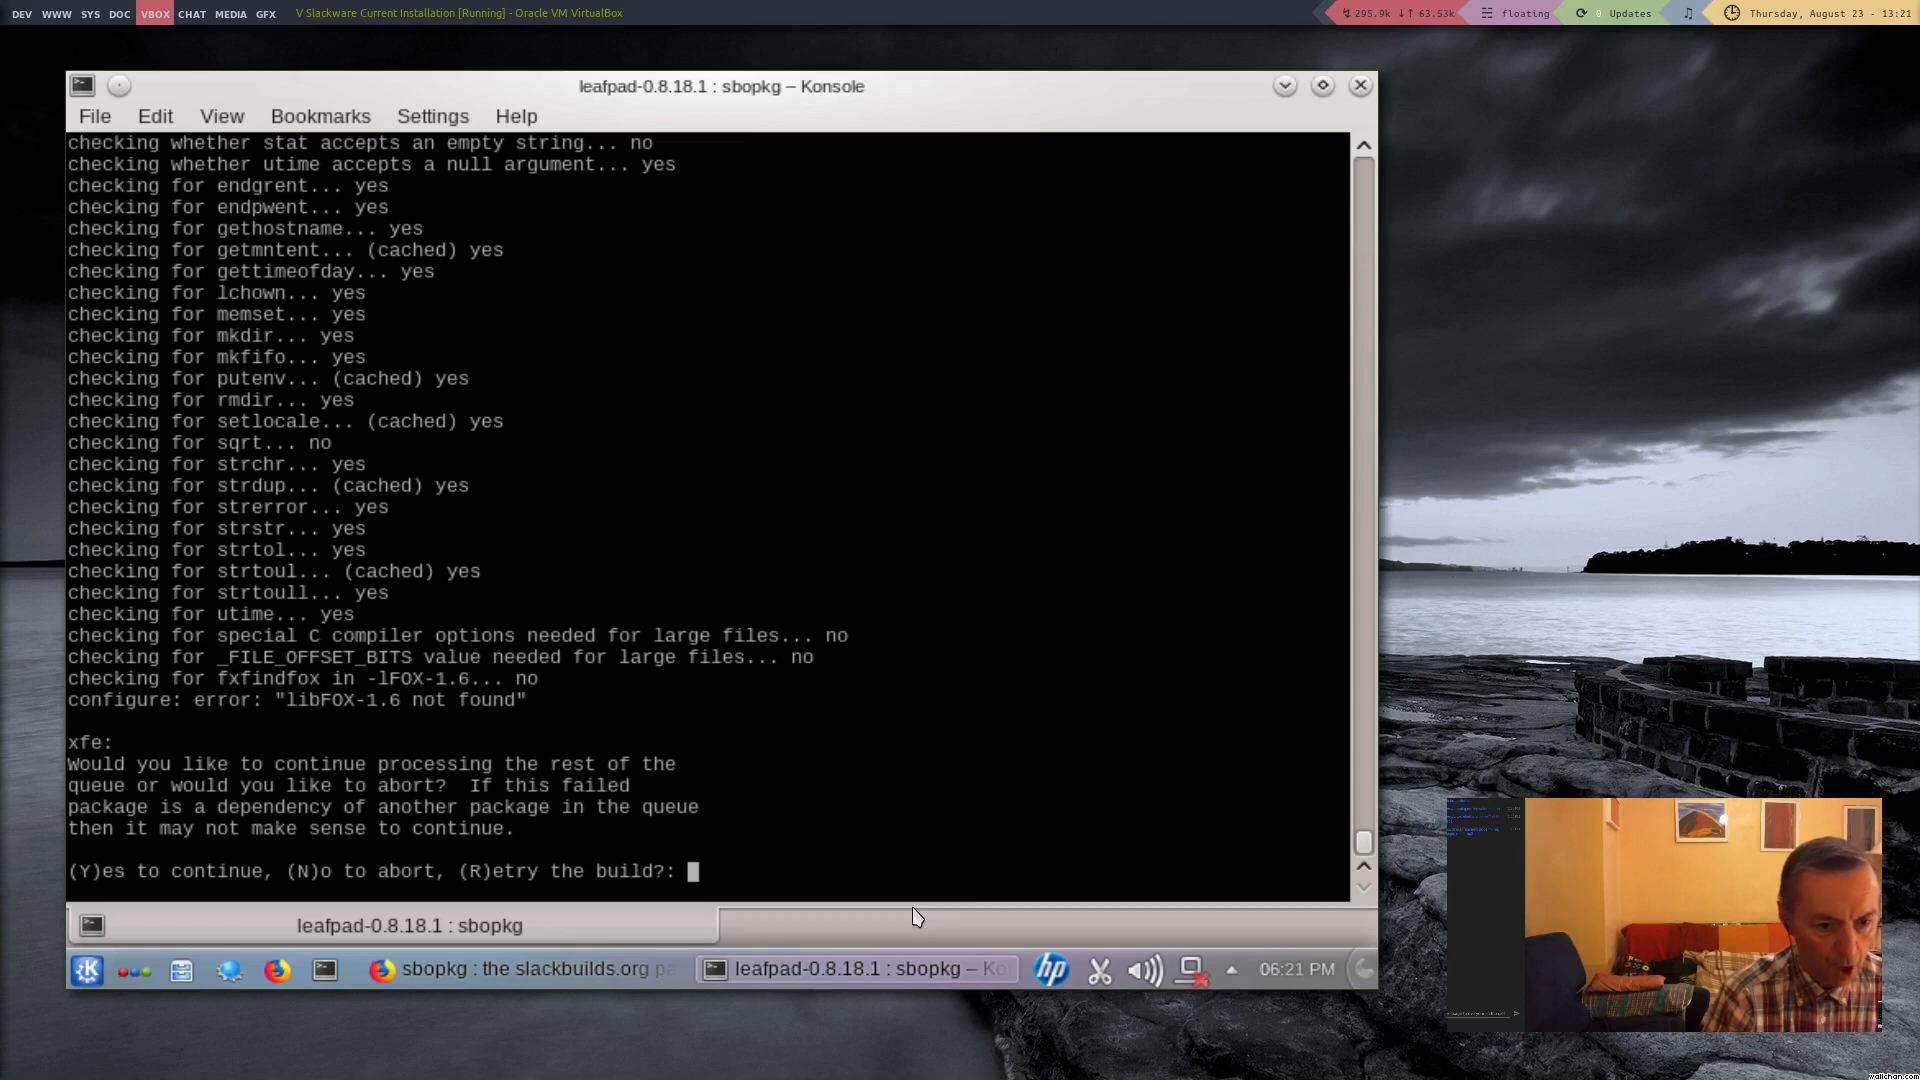 DEV WWW SYS DOC VBOX CHAT MEDIA GFX
V Slackware Current Installation [Running] - Oracle VM VirtualBox
295.9k ↓↑ 63.53k
floating
0 Updates
Thursday, August 23 - 13:21
leafpad-0.8.18.1 : sbopkg – Konsole
File Edit View Bookmarks Settings Help
checking whether stat accepts an empty string... no
checking whether utime accepts a null argument... yes
checking for endgrent... yes
checking for endpwent... yes
checking for gethostname... yes
checking for getmntent... (cached) yes
checking for gettimeofday... yes
checking for lchown... yes
checking for memset... yes
checking for mkdir... yes
checking for mkfifo... yes
checking for putenv... (cached) yes
checking for rmdir... yes
checking for setlocale... (cached) yes
checking for sqrt... no
checking for strchr... yes
checking for strdup... (cached) yes
checking for strerror... yes
checking for strstr... yes
checking for strtol... yes
checking for strtoul... (cached) yes
checking for strtoull... yes
checking for utime... yes
checking for special C compiler options needed for large files... no
checking for _FILE_OFFSET_BITS value needed for large files... no
checking for fxfindfox in -lFOX-1.6... no
configure: error: "libFOX-1.6 not found"
xfe:
Would you like to continue processing the rest of the
queue or would you like to abort?  If this failed
package is a dependency of another package in the queue
then it may not make sense to continue.
(Y)es to continue, (N)o to abort, (R)etry the build?:
leafpad-0.8.18.1 : sbopkg
sbopkg : the slackbuilds.org pa
leafpad-0.8.18.1 : sbopkg – Ko
hp
06:21 PM
wallchan.com